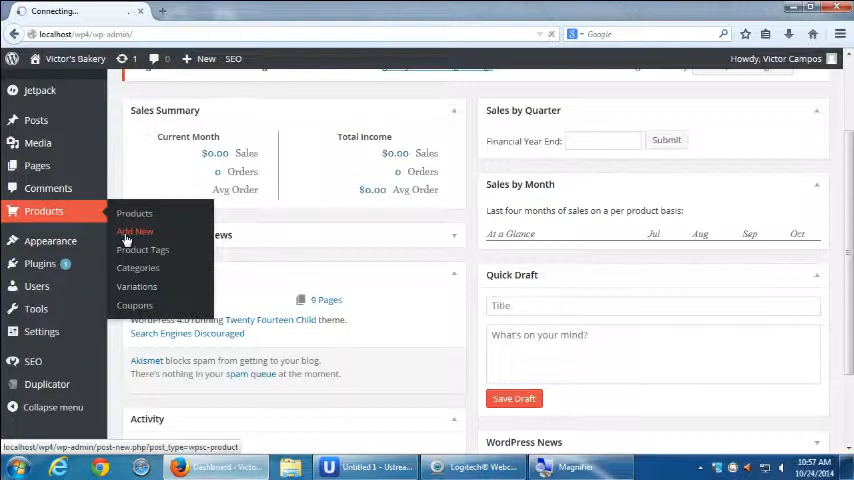 Connecting...
localhost/wp4/wp-admin/
Google
Victor's Bakery
1
0
New
SEO
Howdy, Victor Campos
Jetpack
Posts
Media
Pages
Comments
Products
Appearance
Plugins 1
Users
Tools
Settings
SEO
Duplicator
Collapse menu
Products
Add New
Product Tags
Categories
Variations
Coupons
Sales Summary
Current Month
Total Income
$0.00 Sales
$0.00 Sales
0 Orders
0 Orders
Avg Order
$0.00 Avg Order
ews
9 Pages
WordPress 4.0 running Twenty Fourteen Child theme.
Search Engines Discouraged
Akismet blocks spam from getting to your blog.
There's nothing in your spam queue at the moment.
Activity
Sales by Quarter
Financial Year End:
Submit
Sales by Month
Last four months of sales on a per product basis:
At a Glance Jul Aug Sep Oct
Quick Draft
Title
What's on your mind?
Save Draft
WordPress News
localhost/wp4/wp-admin/post-new.php?post_type=wpsc-product
Dashboard ‹ Victo...
Untitled 1 - Ustrea...
Logitech® Webc...
Magnifier
10:57 AM
10/24/2014